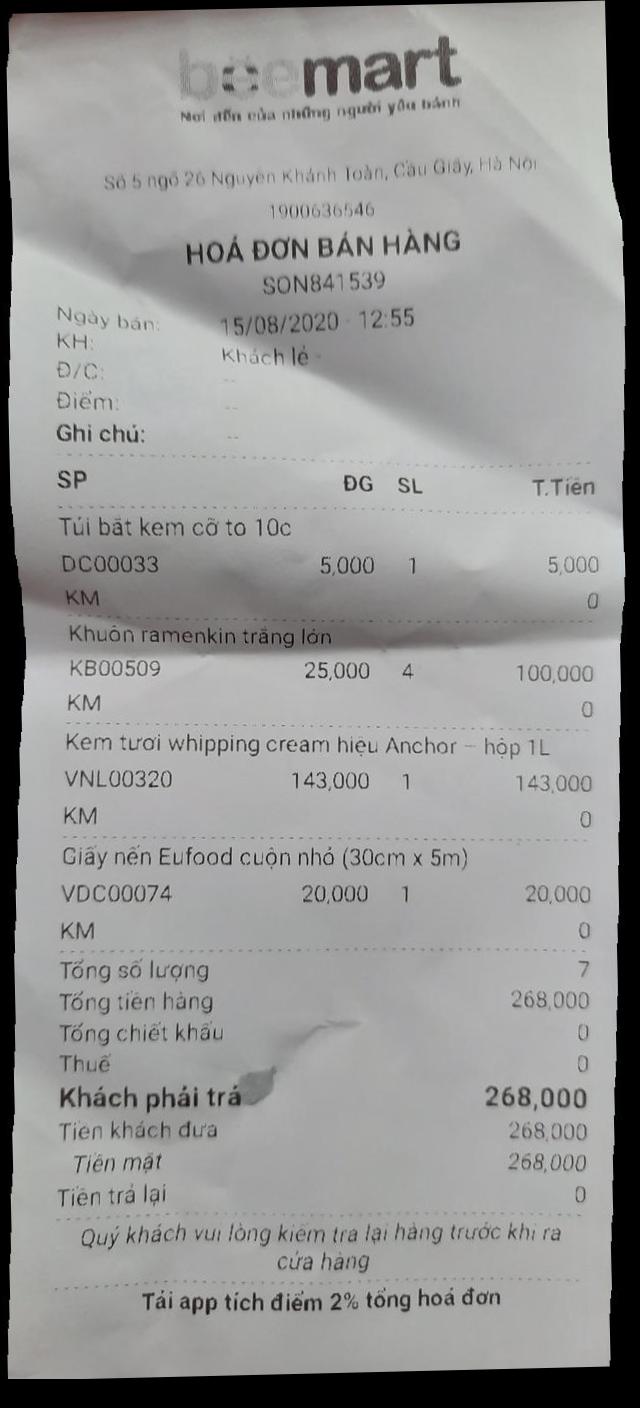 beemart
Nơi đến của những người yêu bánh
Số 5 ngõ 26 Nguyễn Khánh Toàn, Cầu Giấy, Hà Nội
1900636546
HOÁ ĐƠN BÁN HÀNG
SON841539
Ngày bán: 15/08/2020 - 12:55
KH: Khách lẻ -
Đ/C: --
Điểm: --
Ghi chú: --
SP ĐG SL T.Tiền
Túi bắt kem cỡ to 10c
DC00033 5,000 1 5,000
KM 0
Khuôn ramenkin trắng lớn
KB00509 25,000 4 100,000
KM 0
Kem tươi whipping cream hiệu Anchor – hộp 1L
VNL00320 143,000 1 143,000
KM 0
Giấy nến Eufood cuộn nhỏ (30cm x 5m)
VDC00074 20,000 1 20,000
KM 0
Tổng số lượng 7
Tổng tiền hàng 268,000
Tổng chiết khấu 0
Thuế 0
Khách phải trả 268,000
Tiền khách đưa 268,000
Tiền mặt 268,000
Tiền trả lại 0
Quý khách vui lòng kiểm tra lại hàng trước khi ra
cửa hàng
Tải app tích điểm 2% tổng hoá đơn